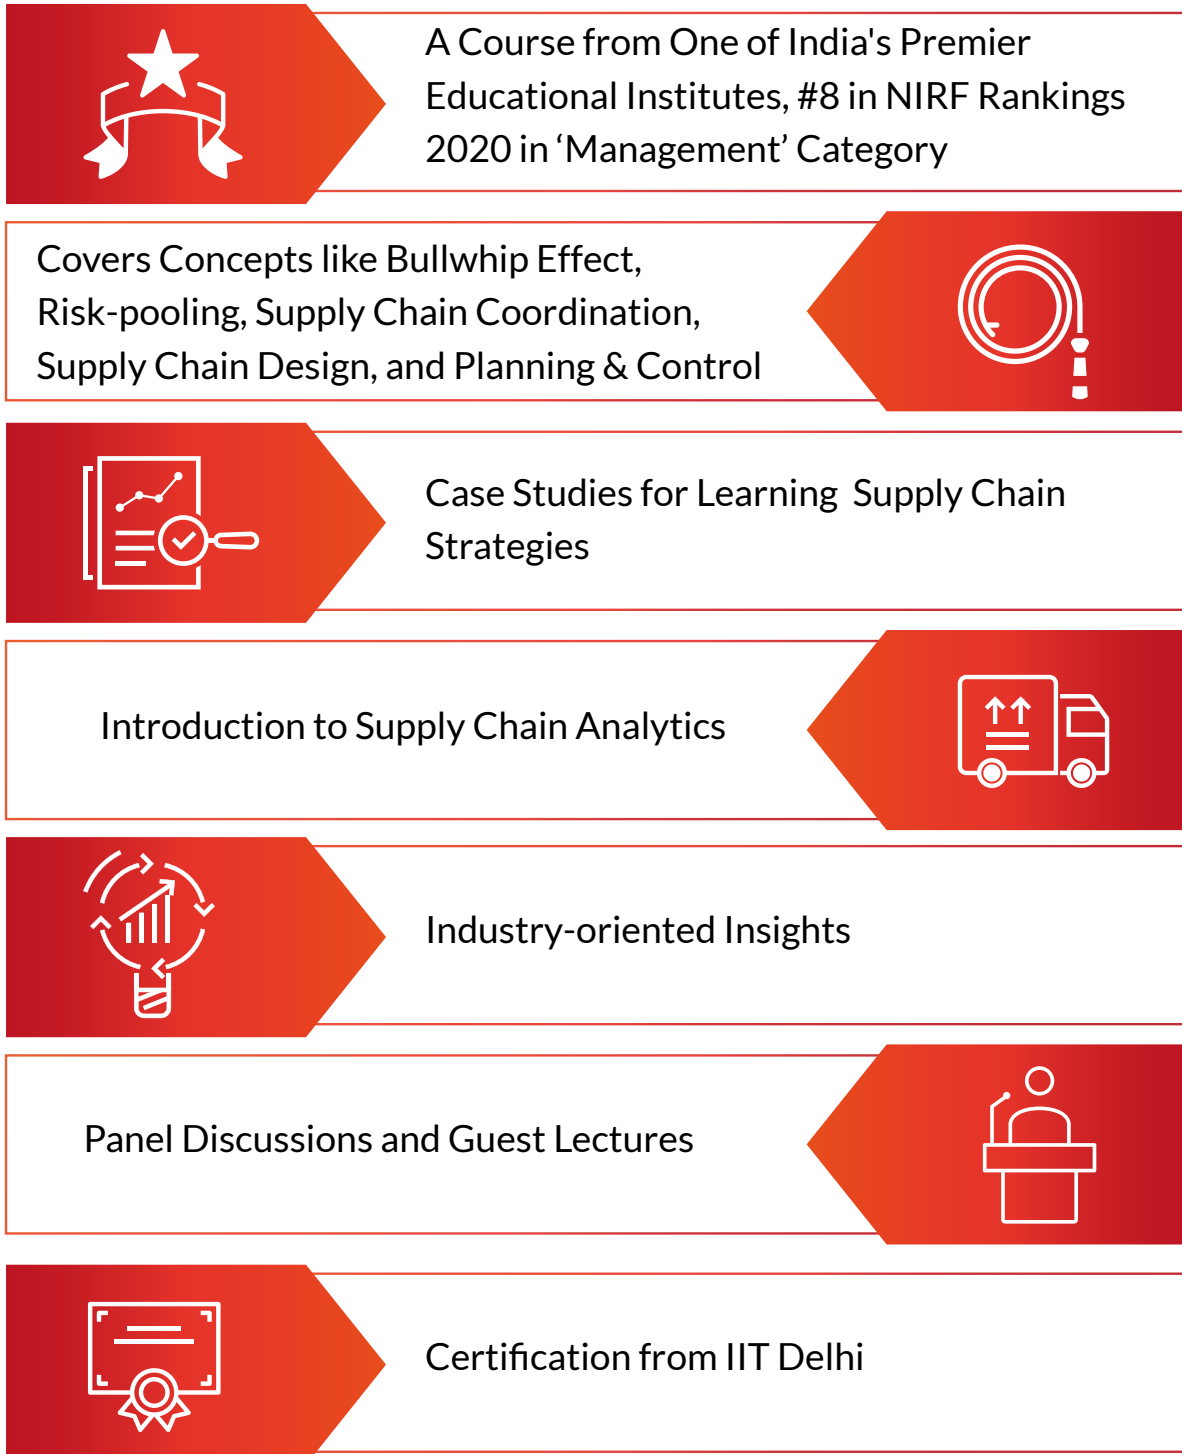 A Course from One of India's Premier
Educational Institutes, #8 in NIRF Rankings
2020 in ‘Management’ Category
Covers Concepts like Bullwhip Effect,
Risk-pooling, Supply Chain Coordination,
Supply Chain Design, and Planning & Control
Case Studies for Learning  Supply Chain
Strategies
Introduction to Supply Chain Analytics
Industry-oriented Insights
Panel Discussions and Guest Lectures
Certification from IIT Delhi